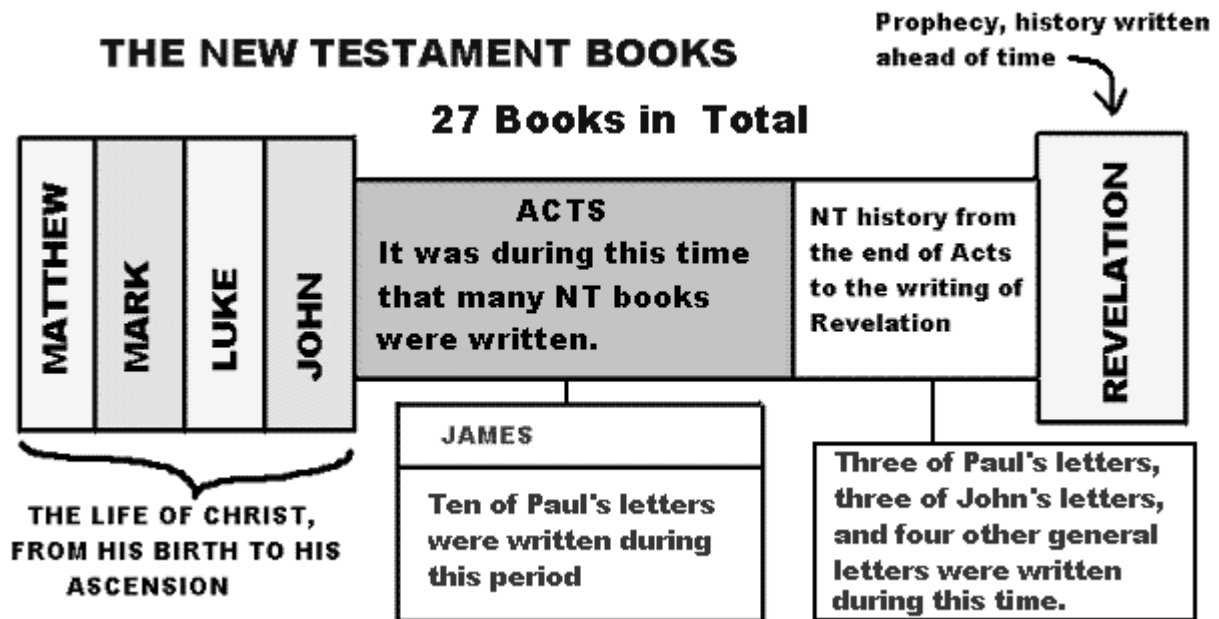 THE NEW TESTAMENT BOOKS
Prophecy, history written
ahead of time
27 Books in Total
MATTHEW
MARK
LUKE
JOHN
ACTS
It was during this time
that many NT books
were written.
NT history from
the end of Acts
to the writing of
Revelation
REVELATION
THE LIFE OF CHRIST,
FROM HIS BIRTH TO HIS
ASCENSION
JAMES
Ten of Paul's letters
were written during
this period
Three of Paul's letters,
three of John's letters,
and four other general
letters were written
during this time.